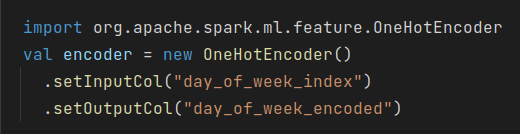 import org.apache.spark.ml.feature.OneHotEncoder
val encoder = new OneHotEncoder()
  .setInputCol("day_of_week_index")
  .setOutputCol("day_of_week_encoded")